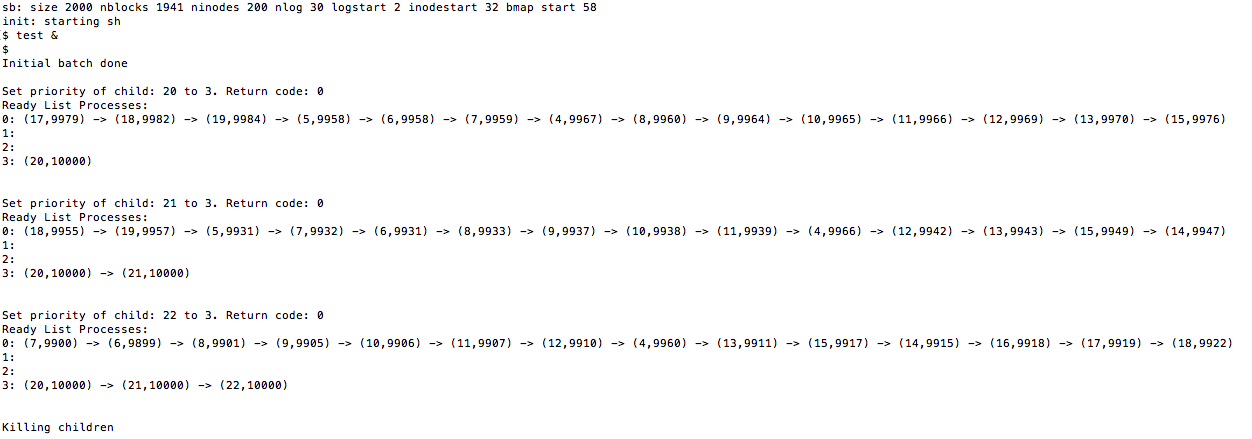 sb: size 2000 nblocks 1941 ninodes 200 nlog 30 logstart 2 inodestart 32 bmap start 58
init: starting sh
$ test &
$
Initial batch done
Set priority of child: 20 to 3. Return code: 0
Ready List Processes:
0: (17,9979) -> (18,9982) -> (19,9984) -> (5,9958) -> (6,9958) -> (7,9959) -> (4,9967) -> (8,9960) -> (9,9964) -> (10,9965) -> (11,9966) -> (12,9969) -> (13,9970) -> (15,9976)
1:
2:
3: (20,10000)
Set priority of child: 21 to 3. Return code: 0
Ready List Processes:
0: (18,9955) -> (19,9957) -> (5,9931) -> (7,9932) -> (6,9931) -> (8,9933) -> (9,9937) -> (10,9938) -> (11,9939) -> (4,9966) -> (12,9942) -> (13,9943) -> (15,9949) -> (14,9947)
1:
2:
3: (20,10000) -> (21,10000)
Set priority of child: 22 to 3. Return code: 0
Ready List Processes:
0: (7,9900) -> (6,9899) -> (8,9901) -> (9,9905) -> (10,9906) -> (11,9907) -> (12,9910) -> (4,9960) -> (13,9911) -> (15,9917) -> (14,9915) -> (16,9918) -> (17,9919) -> (18,9922)
1:
2:
3: (20,10000) -> (21,10000) -> (22,10000)
Killing children